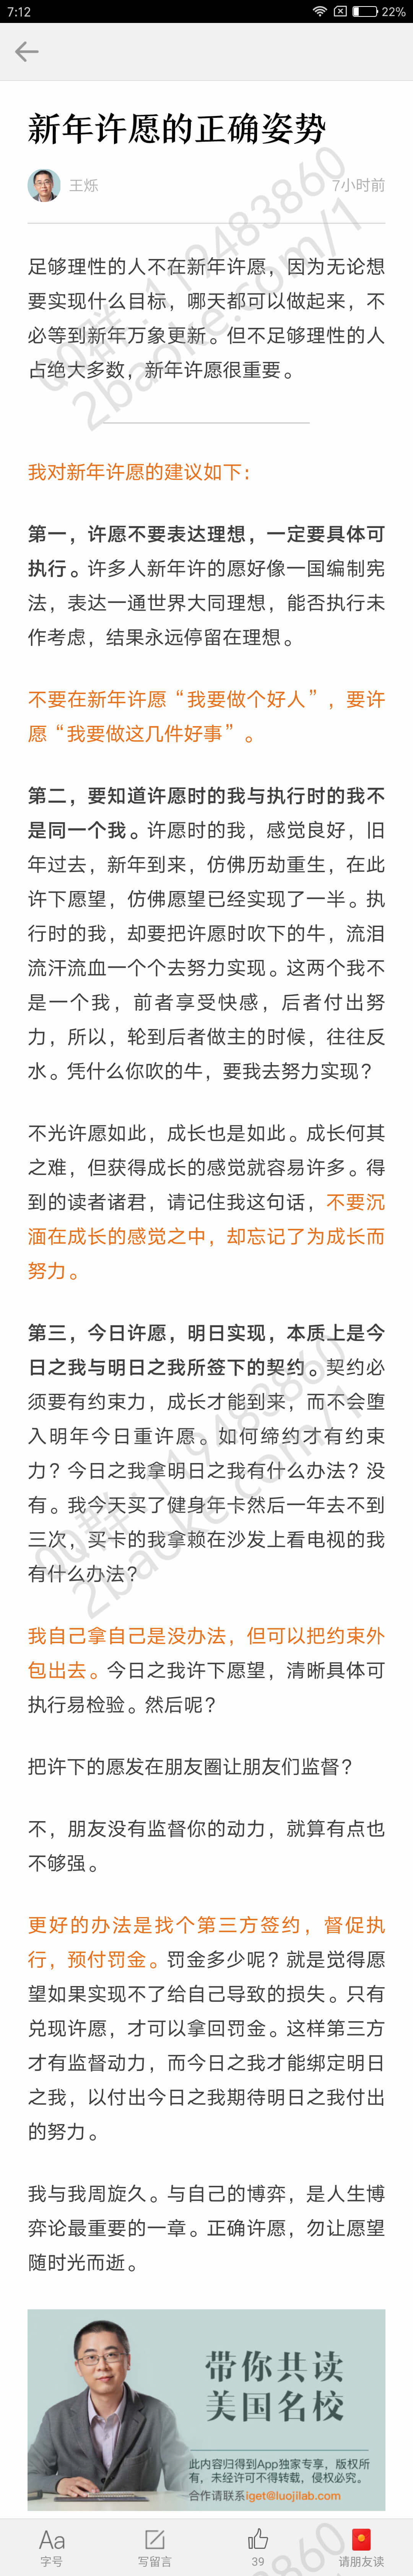 7:12
22%
新年许愿的正确姿势
王烁
7小时前
足够理性的人不在新年许愿，因为无论想
要实现什么目标，哪天都可以做起来，不
必等到新年万象更新。但不足够理性的人
占绝大多数，新年许愿很重要。
我对新年许愿的建议如下：
第一，许愿不要表达理想，一定要具体可
执行。许多人新年许的愿好像一国编制宪
法，表达一通世界大同理想，能否执行未
作考虑，结果永远停留在理想。
不要在新年许愿“我要做个好人”，要许
愿“我要做这几件好事”。
第二，要知道许愿时的我与执行时的我不
是同一个我。许愿时的我，感觉良好，旧
年过去，新年到来，仿佛历劫重生，在此
许下愿望，仿佛愿望已经实现了一半。执
行时的我，却要把许愿时吹下的牛，流泪
流汗流血一个个去努力实现。这两个我不
是一个我，前者享受快感，后者付出努
力，所以，轮到后者做主的时候，往往反
水。凭什么你吹的牛，要我去努力实现？
不光许愿如此，成长也是如此。成长何其
之难，但获得成长的感觉就容易许多。得
到的读者诸君，请记住我这句话，不要沉
湎在成长的感觉之中，却忘记了为成长而
努力。
第三，今日许愿，明日实现，本质上是今
日之我与明日之我所签下的契约。契约必
须要有约束力，成长才能到来，而不会堕
入明年今日重许愿。如何缔约才有约束
力？今日之我拿明日之我有什么办法？没
有。我今天买了健身年卡然后一年去不到
三次，买卡的我拿赖在沙发上看电视的我
有什么办法？
我自己拿自己是没办法，但可以把约束外
包出去。今日之我许下愿望，清晰具体可
执行易检验。然后呢？
把许下的愿发在朋友圈让朋友们监督？
不，朋友没有监督你的动力，就算有点也
不够强。
更好的办法是找个第三方签约，督促执
行，预付罚金。罚金多少呢？就是觉得愿
望如果实现不了给自己导致的损失。只有
兑现许愿，才可以拿回罚金。这样第三方
才有监督动力，而今日之我才能绑定明日
之我，以付出今日之我期待明日之我付出
的努力。
我与我周旋久。与自己的博弈，是人生博
弈论最重要的一章。正确许愿，勿让愿望
随时光而逝。
带你共读
美国名校
此内容归得到App独家专享，版权所
有，未经许可不得转载，侵权必究。
合作请联系iget@luojilab.com
Aa
39
字号
写留言
请朋友读
QQ群：119483860
2baoke.com/1
QQ群：119483860
2baoke.com/1